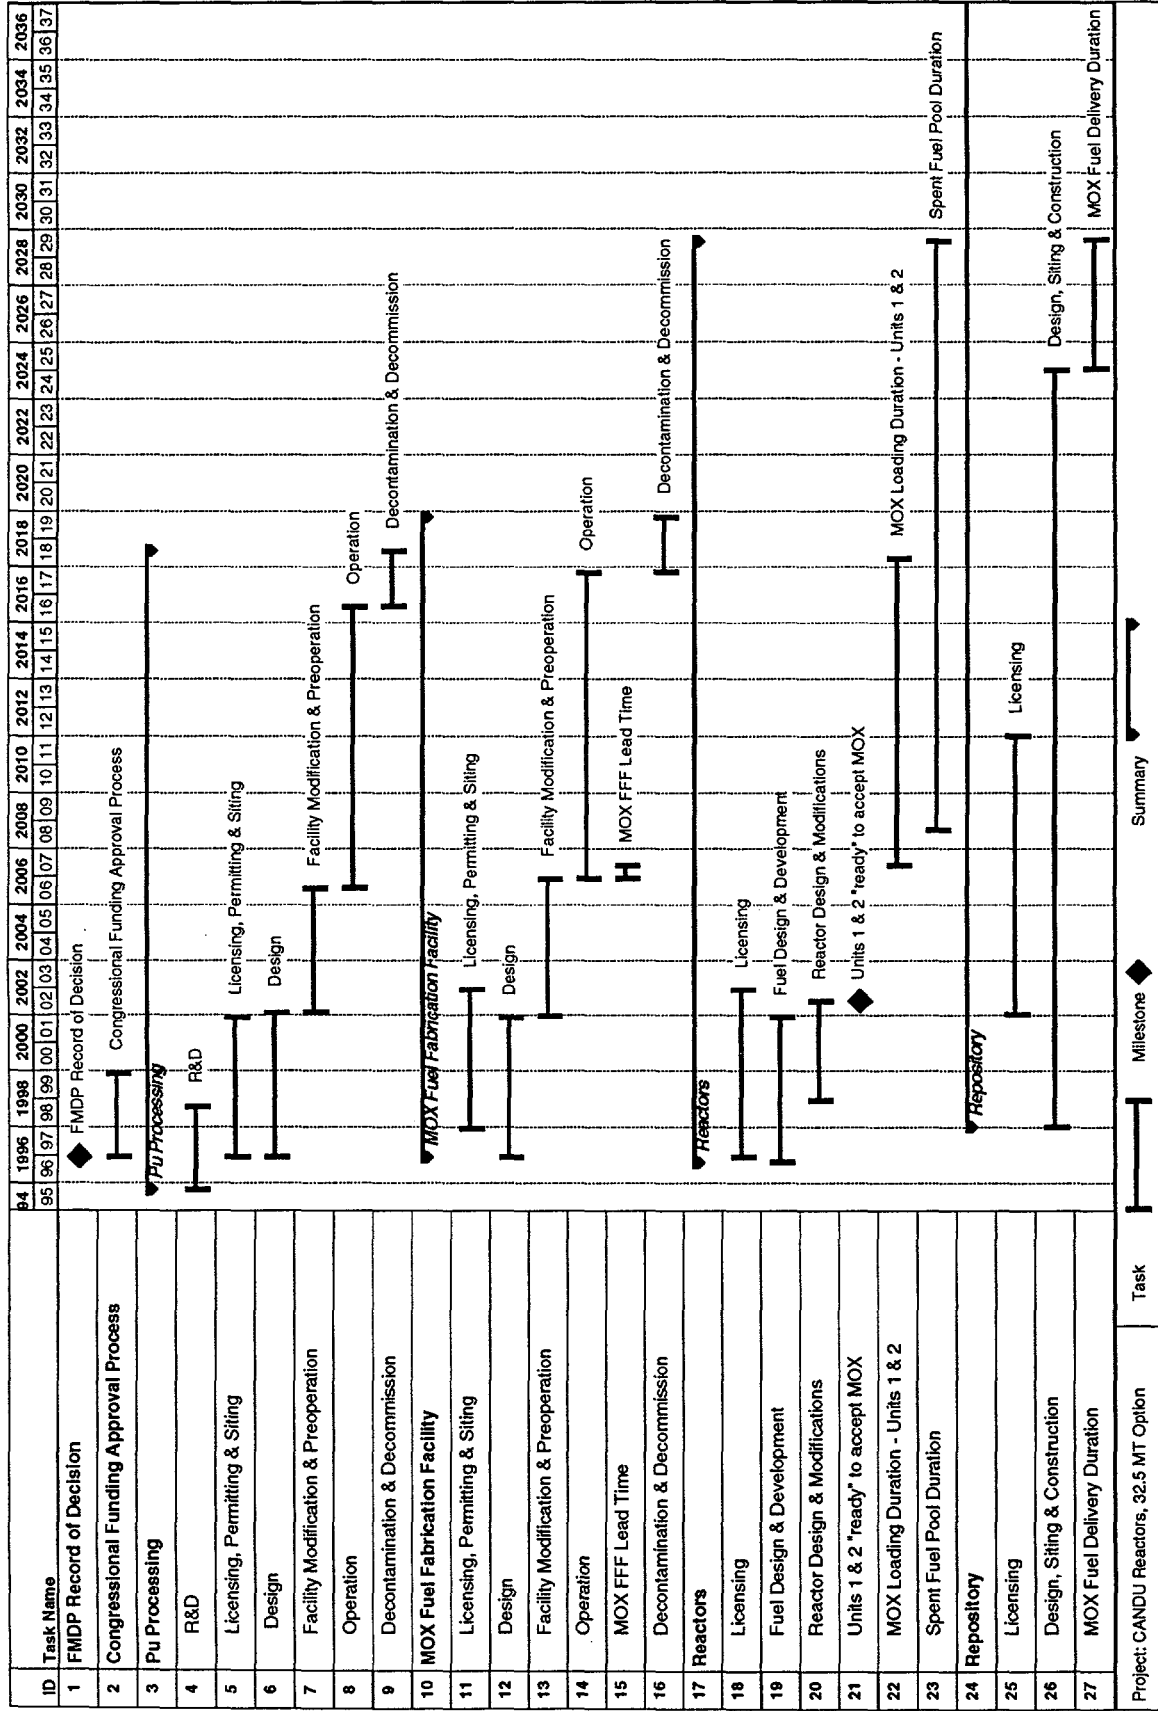 ID Task Name 94 1996 1998 2000 2002 2004 2006 2008 2010 2012 2014 2016 2018 2020 2022 2024 2026 2028 2030 2032 2034 2036
95 96 97 98 99 00 01 02 03 04 05 06 07 08 09 10 11 12 13 14 15 16 17 18 19 20 21 22 23 24 25 26 27 28 29 30 31 32 33 34 35 36 37
1 FMDP Record of Decision FMDP Record of Decision
2 Congressional Funding Approval Process Congressional Funding Approval Process
3 Pu Processing Pu Processing
4 R&D R&D
5 Licensing, Permitting & Siting Licensing, Permitting & Siting
6 Design Design
7 Facility Modification & Preoperation Facility Modification & Preoperation
8 Operation Operation
9 Decontamination & Decommission Decontamination & Decommission
10 MOX Fuel Fabrication Facility MOX Fuel Fabrication Facility
11 Licensing, Permitting & Siting Licensing, Permitting & Siting
12 Design Design
13 Facility Modification & Preoperation Facility Modification & Preoperation
14 Operation Operation
15 MOX FFF Lead Time MOX FFF Lead Time
16 Decontamination & Decommission Decontamination & Decommission
17 Reactors Reactors
18 Licensing Licensing
19 Fuel Design & Development Fuel Design & Development
20 Reactor Design & Modifications Reactor Design & Modifications
21 Units 1 & 2 "ready" to accept MOX Units 1 & 2 "ready" to accept MOX
22 MOX Loading Duration - Units 1 & 2 MOX Loading Duration - Units 1 & 2
23 Spent Fuel Pool Duration Spent Fuel Pool Duration
24 Repository Repository
25 Licensing Licensing
26 Design, Siting & Construction Design, Siting & Construction
27 MOX Fuel Delivery Duration MOX Fuel Delivery Duration
Project: CANDU Reactors, 32.5 MT Option Task Milestone Summary